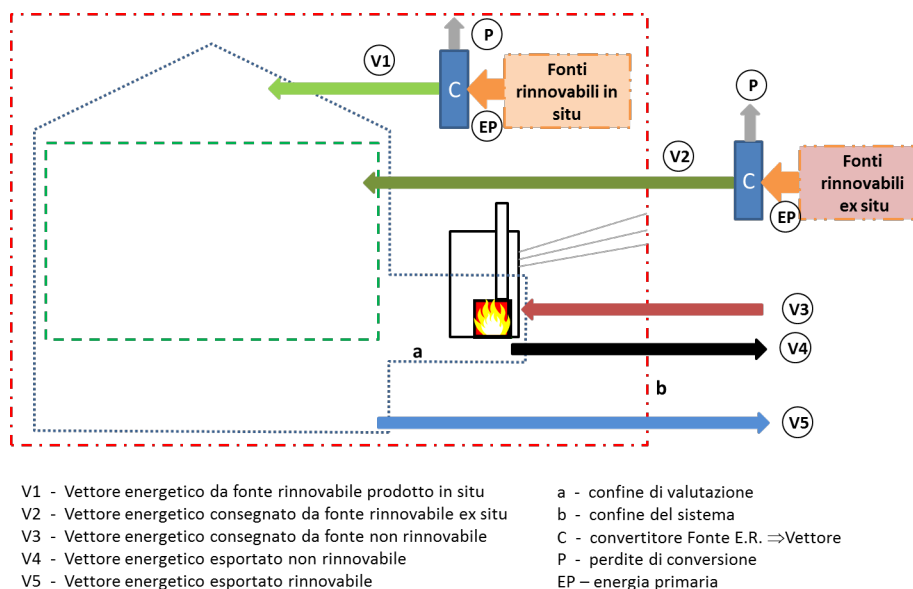 P
V1
C
EP
Fonti
rinnovabili in
situ
P
V2
C
EP
Fonti
rinnovabili
ex situ
V3
a
V4
b
V5
V1 - Vettore energetico da fonte rinnovabile prodotto in situ
V2 - Vettore energetico consegnato da fonte rinnovabile ex situ
V3 - Vettore energetico consegnato da fonte non rinnovabile
V4 - Vettore energetico esportato non rinnovabile
V5 - Vettore energetico esportato rinnovabile
a - confine di valutazione
b - confine del sistema
C - convertitore Fonte E.R. ⇒Vettore
P - perdite di conversione
EP – energia primaria